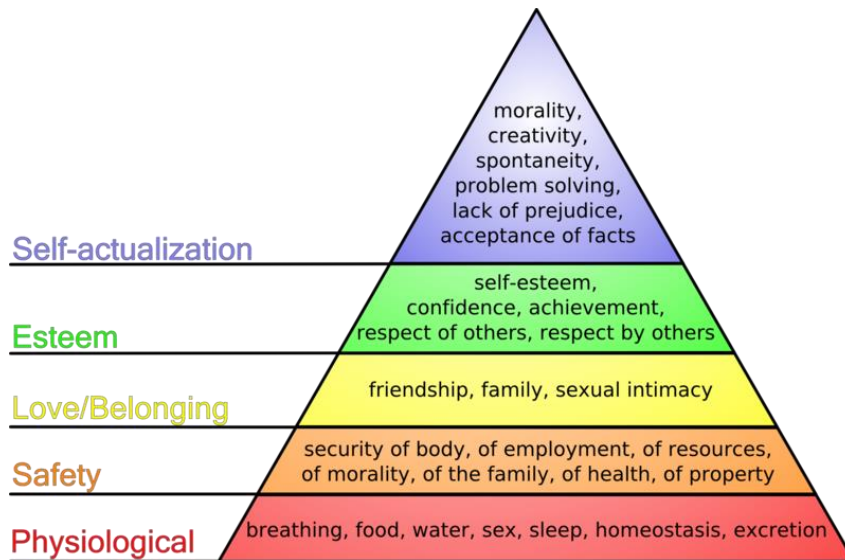 morality,
creativity,
spontaneity,
problem solving,
lack of prejudice,
acceptance of facts
Self-actualization
self-esteem,
confidence, achievement,
respect of others, respect by others
Esteem
friendship, family, sexual intimacy
Love/Belonging
security of body, of employment, of resources,
of morality, of the family, of health, of property
Safety
breathing, food, water, sex, sleep, homeostasis, excretion
Physiological